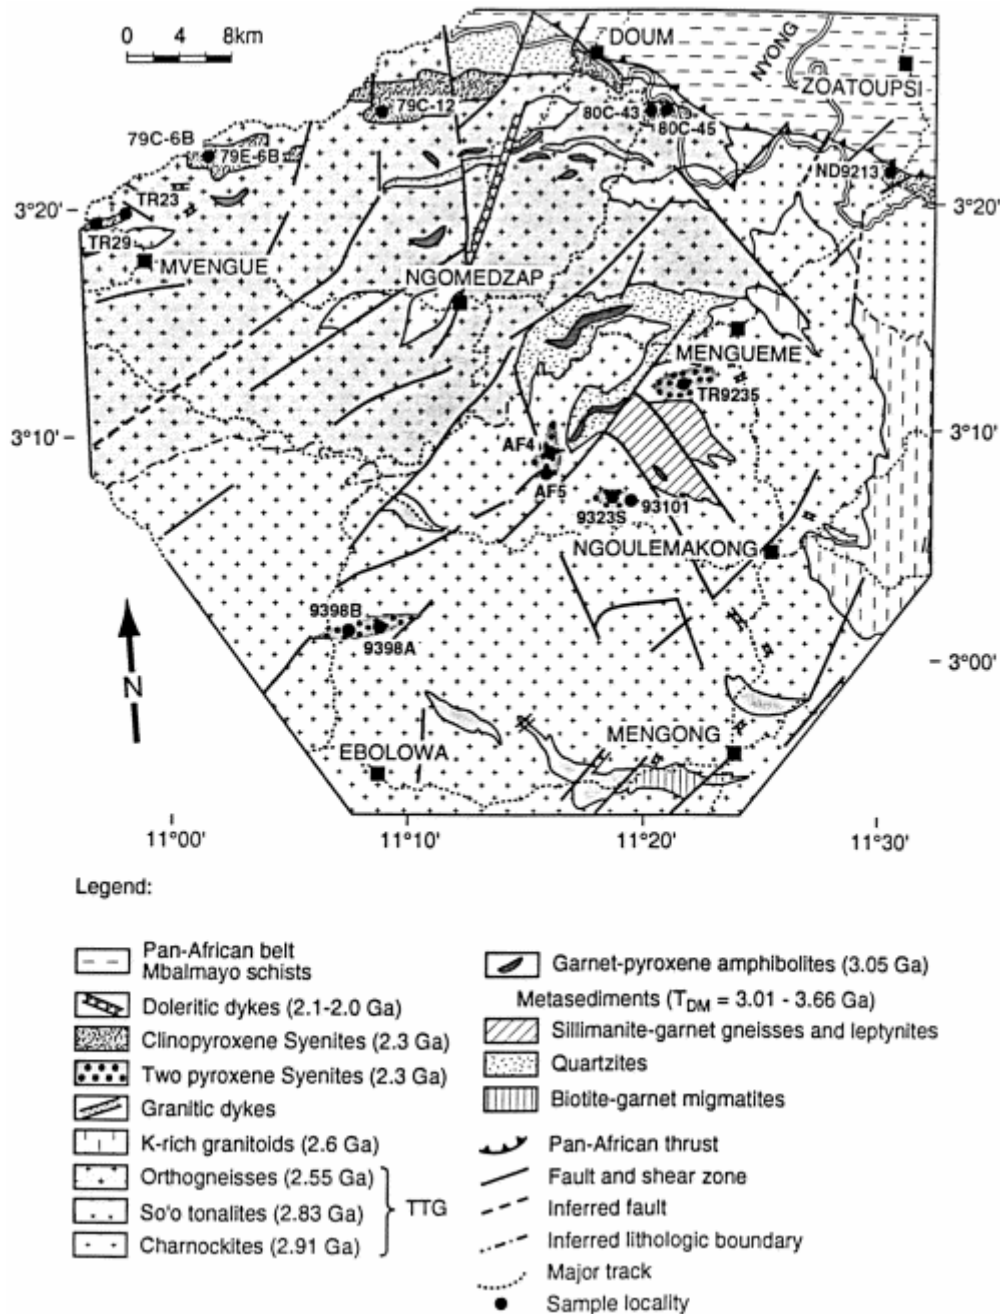 0 4 8km
DOUM
NYONG
ZOATOUPSI
79C-12
80C-43
80C-45
79C-6B
79E-6B
ND9213
TR23
3°20'
3°20'
TR29
MVENGUE
NGOMEDZAP
MENGUEME
TR9235
3°10'
3°10'
AF4
AF5
9323S
93101
NGOULEMAKONG
9398B
9398A
3°00'
N
MENGONG
EBOLOWA
11°00'
11°10'
11°20'
11°30'
Legend:
Pan-African belt
Mbalmayo schists
Doleritic dykes (2.1-2.0 Ga)
Clinopyroxene Syenites (2.3 Ga)
Two pyroxene Syenites (2.3 Ga)
Granitic dykes
K-rich granitoids (2.6 Ga)
Orthogneisses (2.55 Ga)
So'o tonalites (2.83 Ga)
TTG
Charnockites (2.91 Ga)
Garnet-pyroxene amphibolites (3.05 Ga)
Metasediments (TDM = 3.01 - 3.66 Ga)
Sillimanite-garnet gneisses and leptynites
Quartzites
Biotite-garnet migmatites
Pan-African thrust
Fault and shear zone
Inferred fault
Inferred lithologic boundary
Major track
Sample locality